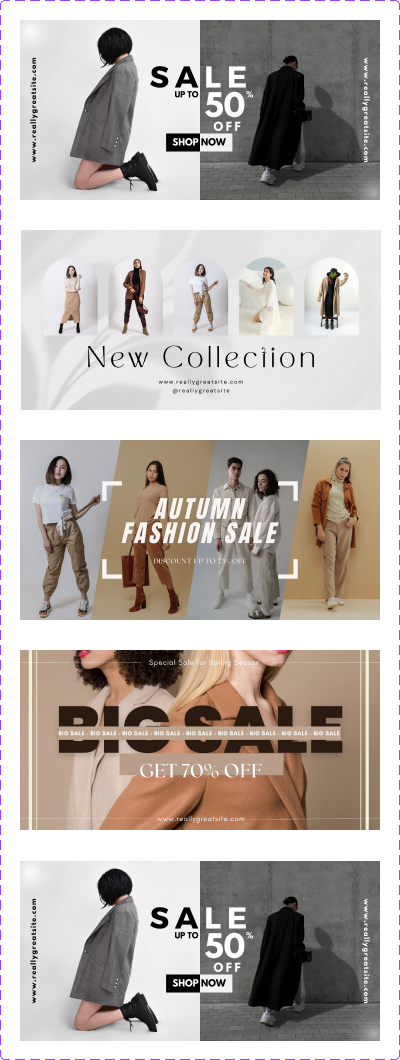 www.reallygreatsite.com
SALE
UP TO 50%
OFF
SHOP NOW
www.reallygreatsite.com
New Collection
www.reallygreatsite.com
@reallygreatsite
AUTUMN
FASHION SALE
DISCOUNT UP TO 75% OFF
Special Sale for Spring Season
BIG SALE
BIG SALE - BIG SALE - BIG SALE - BIG SALE - BIG SALE - BIG SALE - BIG SALE - BIG SALE - BIG SALE
GET 70% OFF
www.reallygreatsite.com
www.reallygreatsite.com
SALE
UP TO 50%
OFF
SHOP NOW
www.reallygreatsite.com